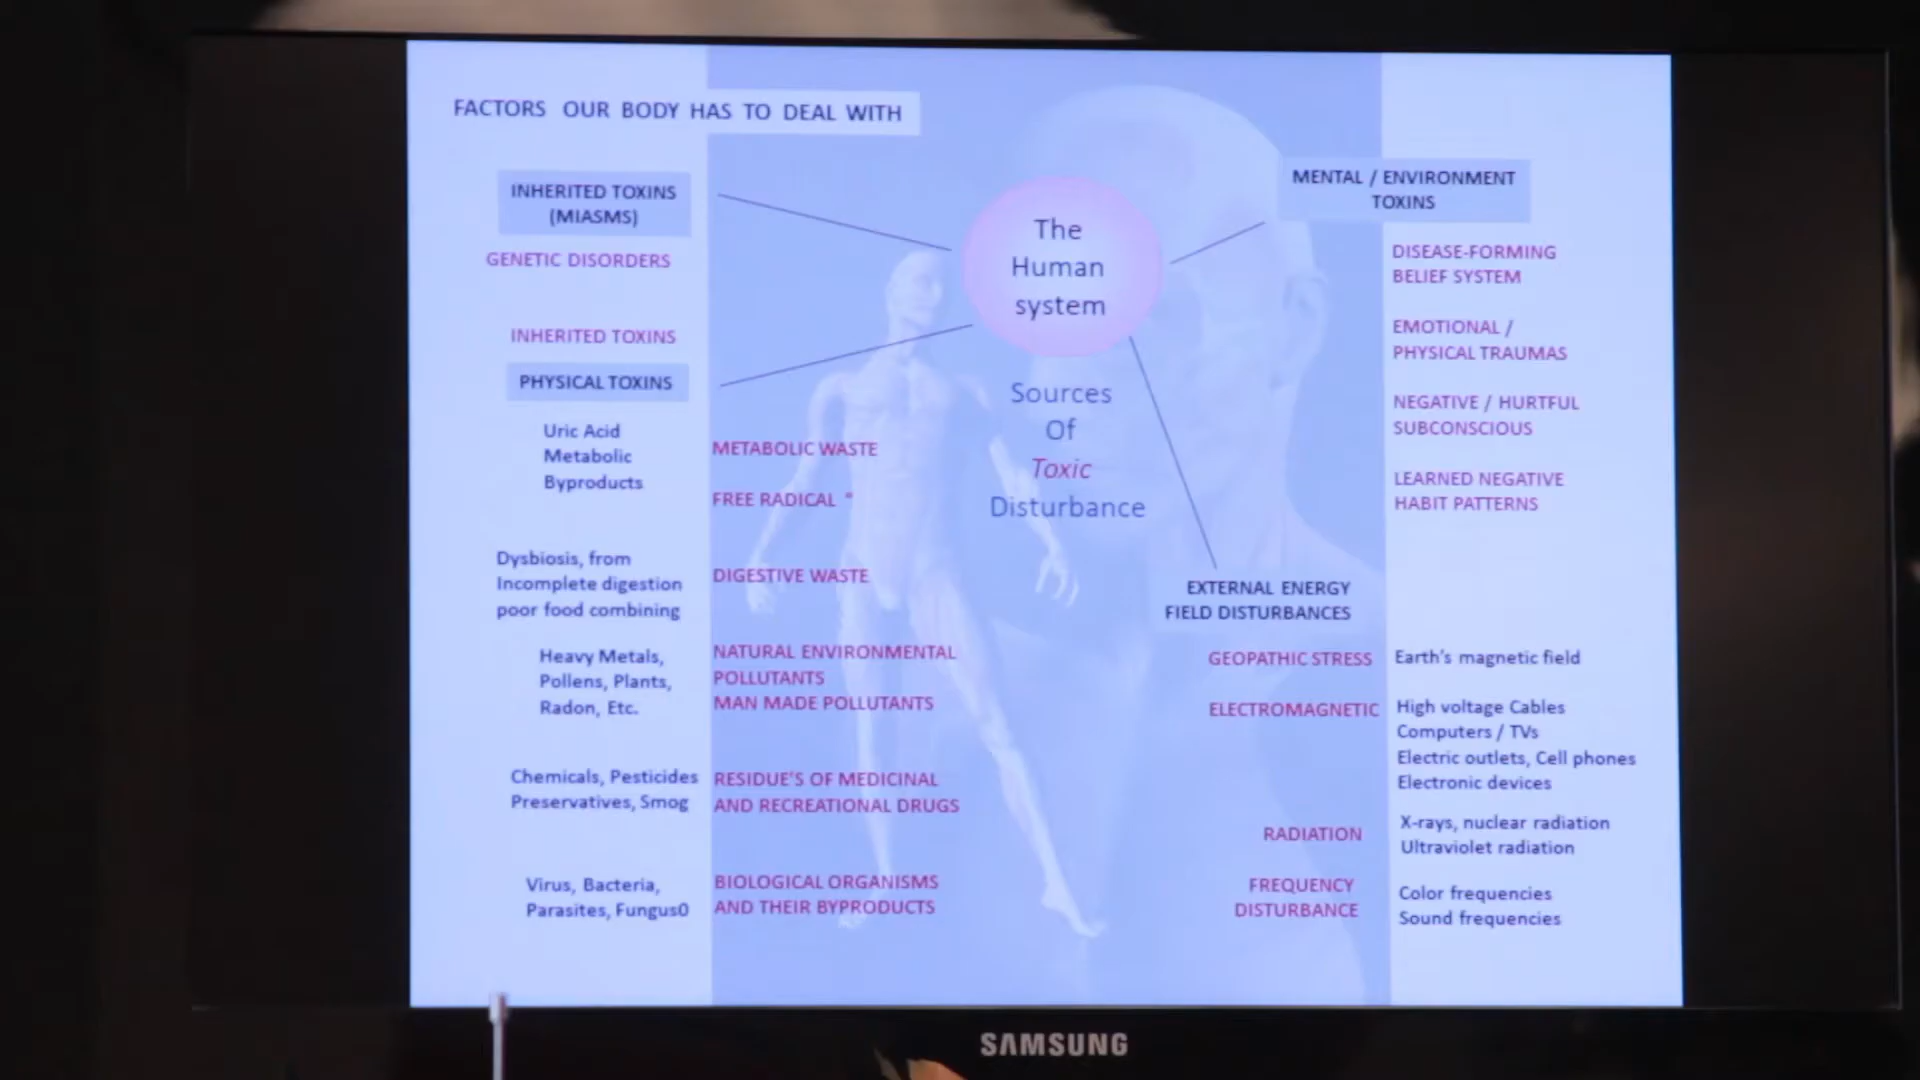 FACTORS OUR BODY HAS TO DEAL WITH
INHERITED TOXINS
(MIASMS)
GENETIC DISORDERS
INHERITED TOXINS
PHYSICAL TOXINS
Uric Acid
Metabolic
Byproducts
METABOLIC WASTE
FREE RADICAL "
Dysbiosis, from
Incomplete digestion
poor food combining
DIGESTIVE WASTE
Heavy Metals,
Pollens, Plants,
Radon, Etc.
NATURAL ENVIRONMENTAL
POLLUTANTS
MAN MADE POLLUTANTS
Chemicals, Pesticides
Preservatives, Smog
RESIDUE'S OF MEDICINAL
AND RECREATIONAL DRUGS
Virus, Bacteria,
Parasites, Fungus0
BIOLOGICAL ORGANISMS
AND THEIR BYPRODUCTS
The
Human
system
Sources
Of
Toxic
Disturbance
MENTAL / ENVIRONMENT
TOXINS
DISEASE-FORMING
BELIEF SYSTEM
EMOTIONAL /
PHYSICAL TRAUMAS
NEGATIVE / HURTFUL
SUBCONSCIOUS
LEARNED NEGATIVE
HABIT PATTERNS
EXTERNAL ENERGY
FIELD DISTURBANCES
GEOPATHIC STRESS
Earth's magnetic field
ELECTROMAGNETIC
High voltage Cables
Computers / TVs
Electric outlets, Cell phones
Electronic devices
RADIATION
X-rays, nuclear radiation
Ultraviolet radiation
FREQUENCY
DISTURBANCE
Color frequencies
Sound frequencies
SAMSUNG